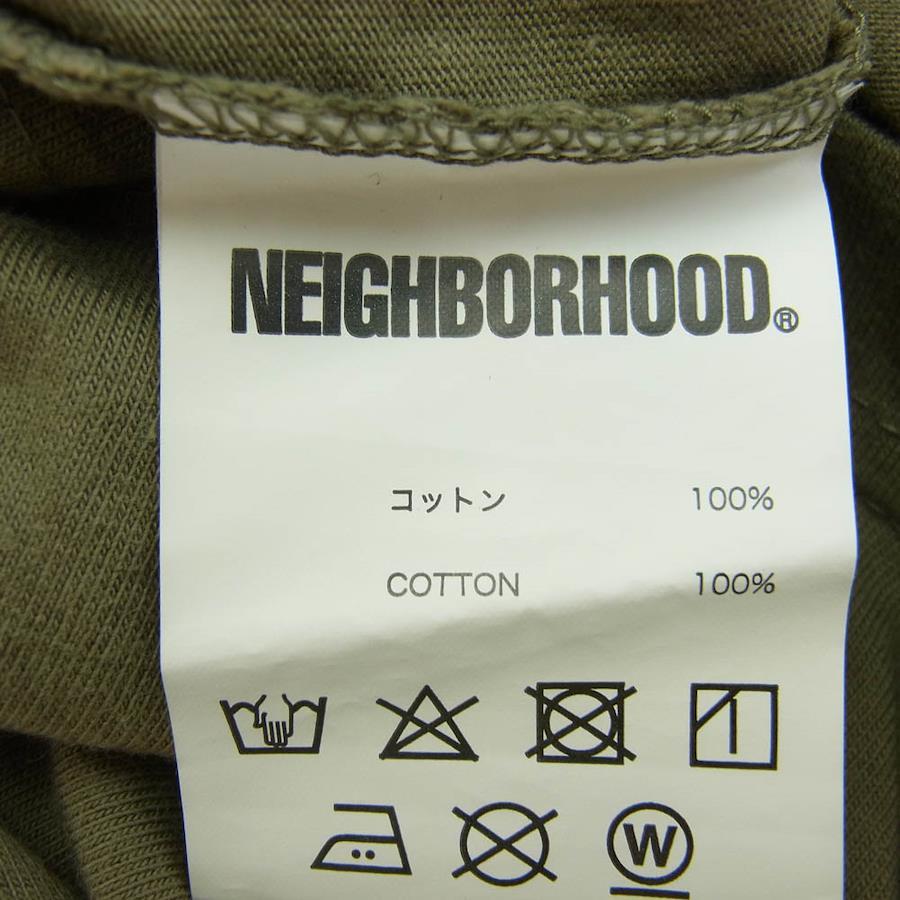 NEIGHBORHOOD®
コットン 100%
COTTON 100%
W